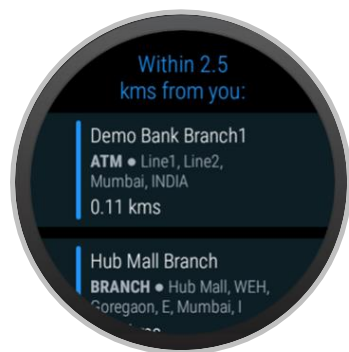 Within 2.5
kms from you:
Demo Bank Branch1
ATM ● Line1, Line2,
Mumbai, INDIA
0.11 kms
Hub Mall Branch
BRANCH ● Hub Mall, WEH,
Goregaon, E, Mumbai, I